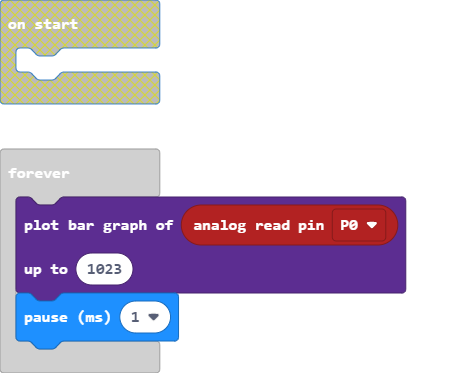 on start
forever
plot bar graph of analog read pin P0
up to 1023
pause (ms) 1